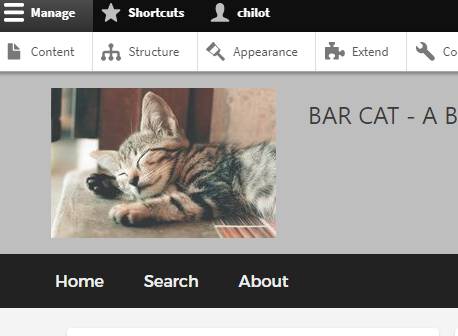 Manage Shortcuts chilot
Content Structure Appearance Extend Co
BAR CAT - A B
Home Search About